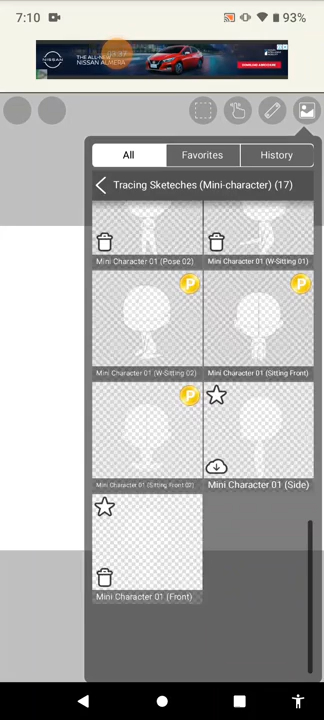 7:10
93%
NISSAN
THE ALL-NEW
NISSAN ALMERA
All
Favorites
History
Tracing Sketeches (Mini-character) (17)
Mini Character 01 (Pose 02)
Mini Character 01 (W-Sitting 01)
P
P
Mini Character 01 (W-Sitting 02)
Mini Character 01 (Sitting Front)
P
Mini Character 01 (Sitting Front 02)
Mini Character 01 (Side)
Mini Character 01 (Front)